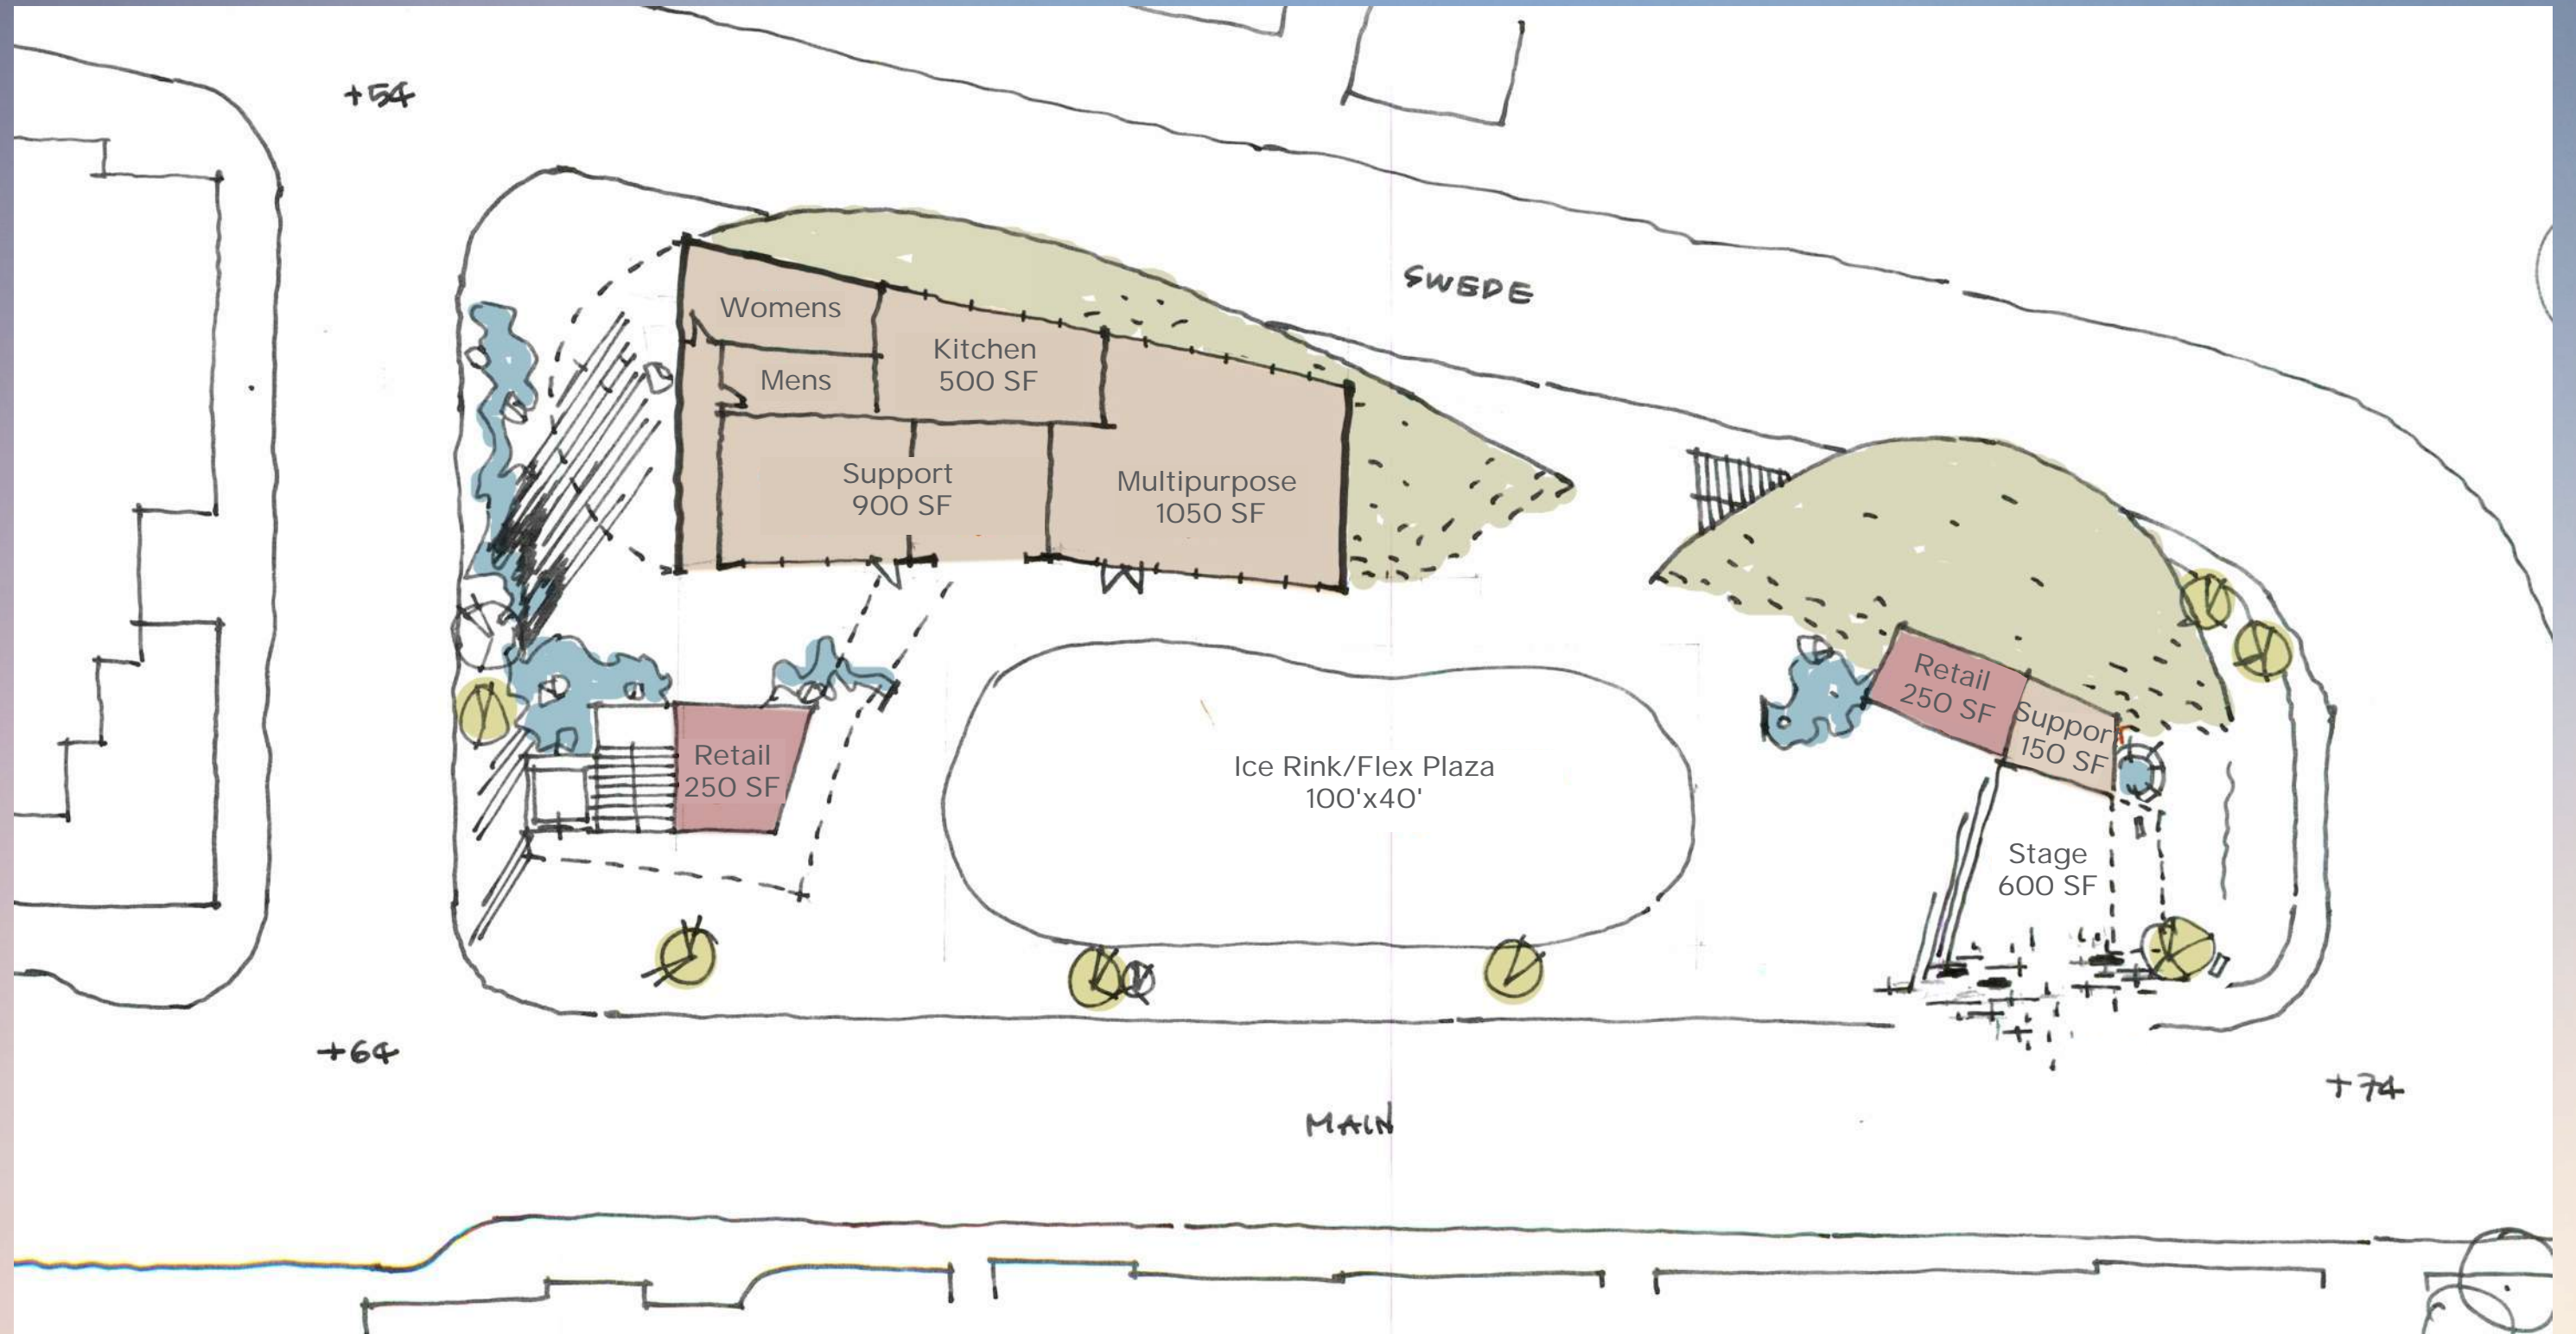 +54
SWEDE
Womens
Kitchen
500 SF
Mens
Support
900 SF
Multipurpose
1050 SF
Retail
250 SF
Suppor
150 SF
Retail
250 SF
Ice Rink/Flex Plaza
100'x40'
Stage
600 SF
+64
+74
MAIN